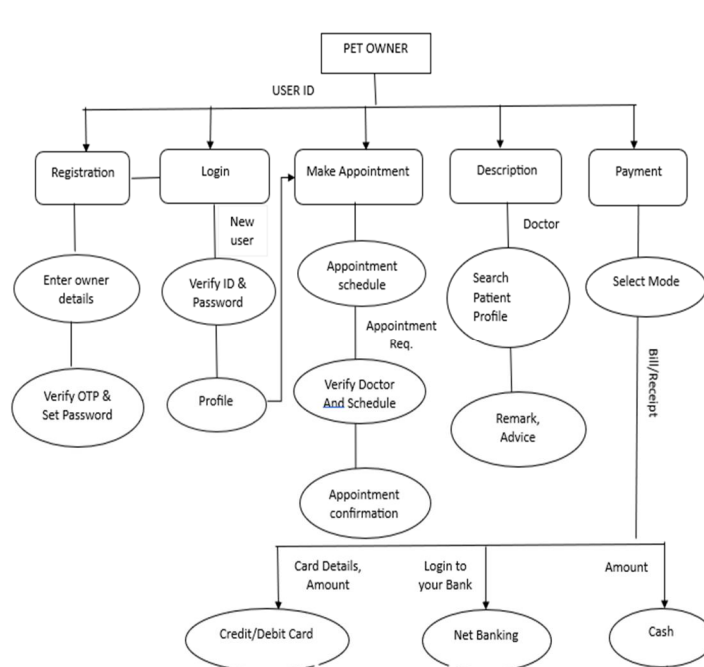 PET OWNER
USER ID
Registration
Login
Make Appointment
Description
Payment
New
user
Doctor
Enter owner
details
Verify ID &
Password
Appointment
schedule
Search
Patient
Profile
Select Mode
Appointment
Req.
Bill/Receipt
Verify OTP &
Set Password
Profile
Verify Doctor
And Schedule
Remark,
Advice
Appointment
confirmation
Card Details,
Amount
Login to
your Bank
Amount
Credit/Debit Card
Net Banking
Cash